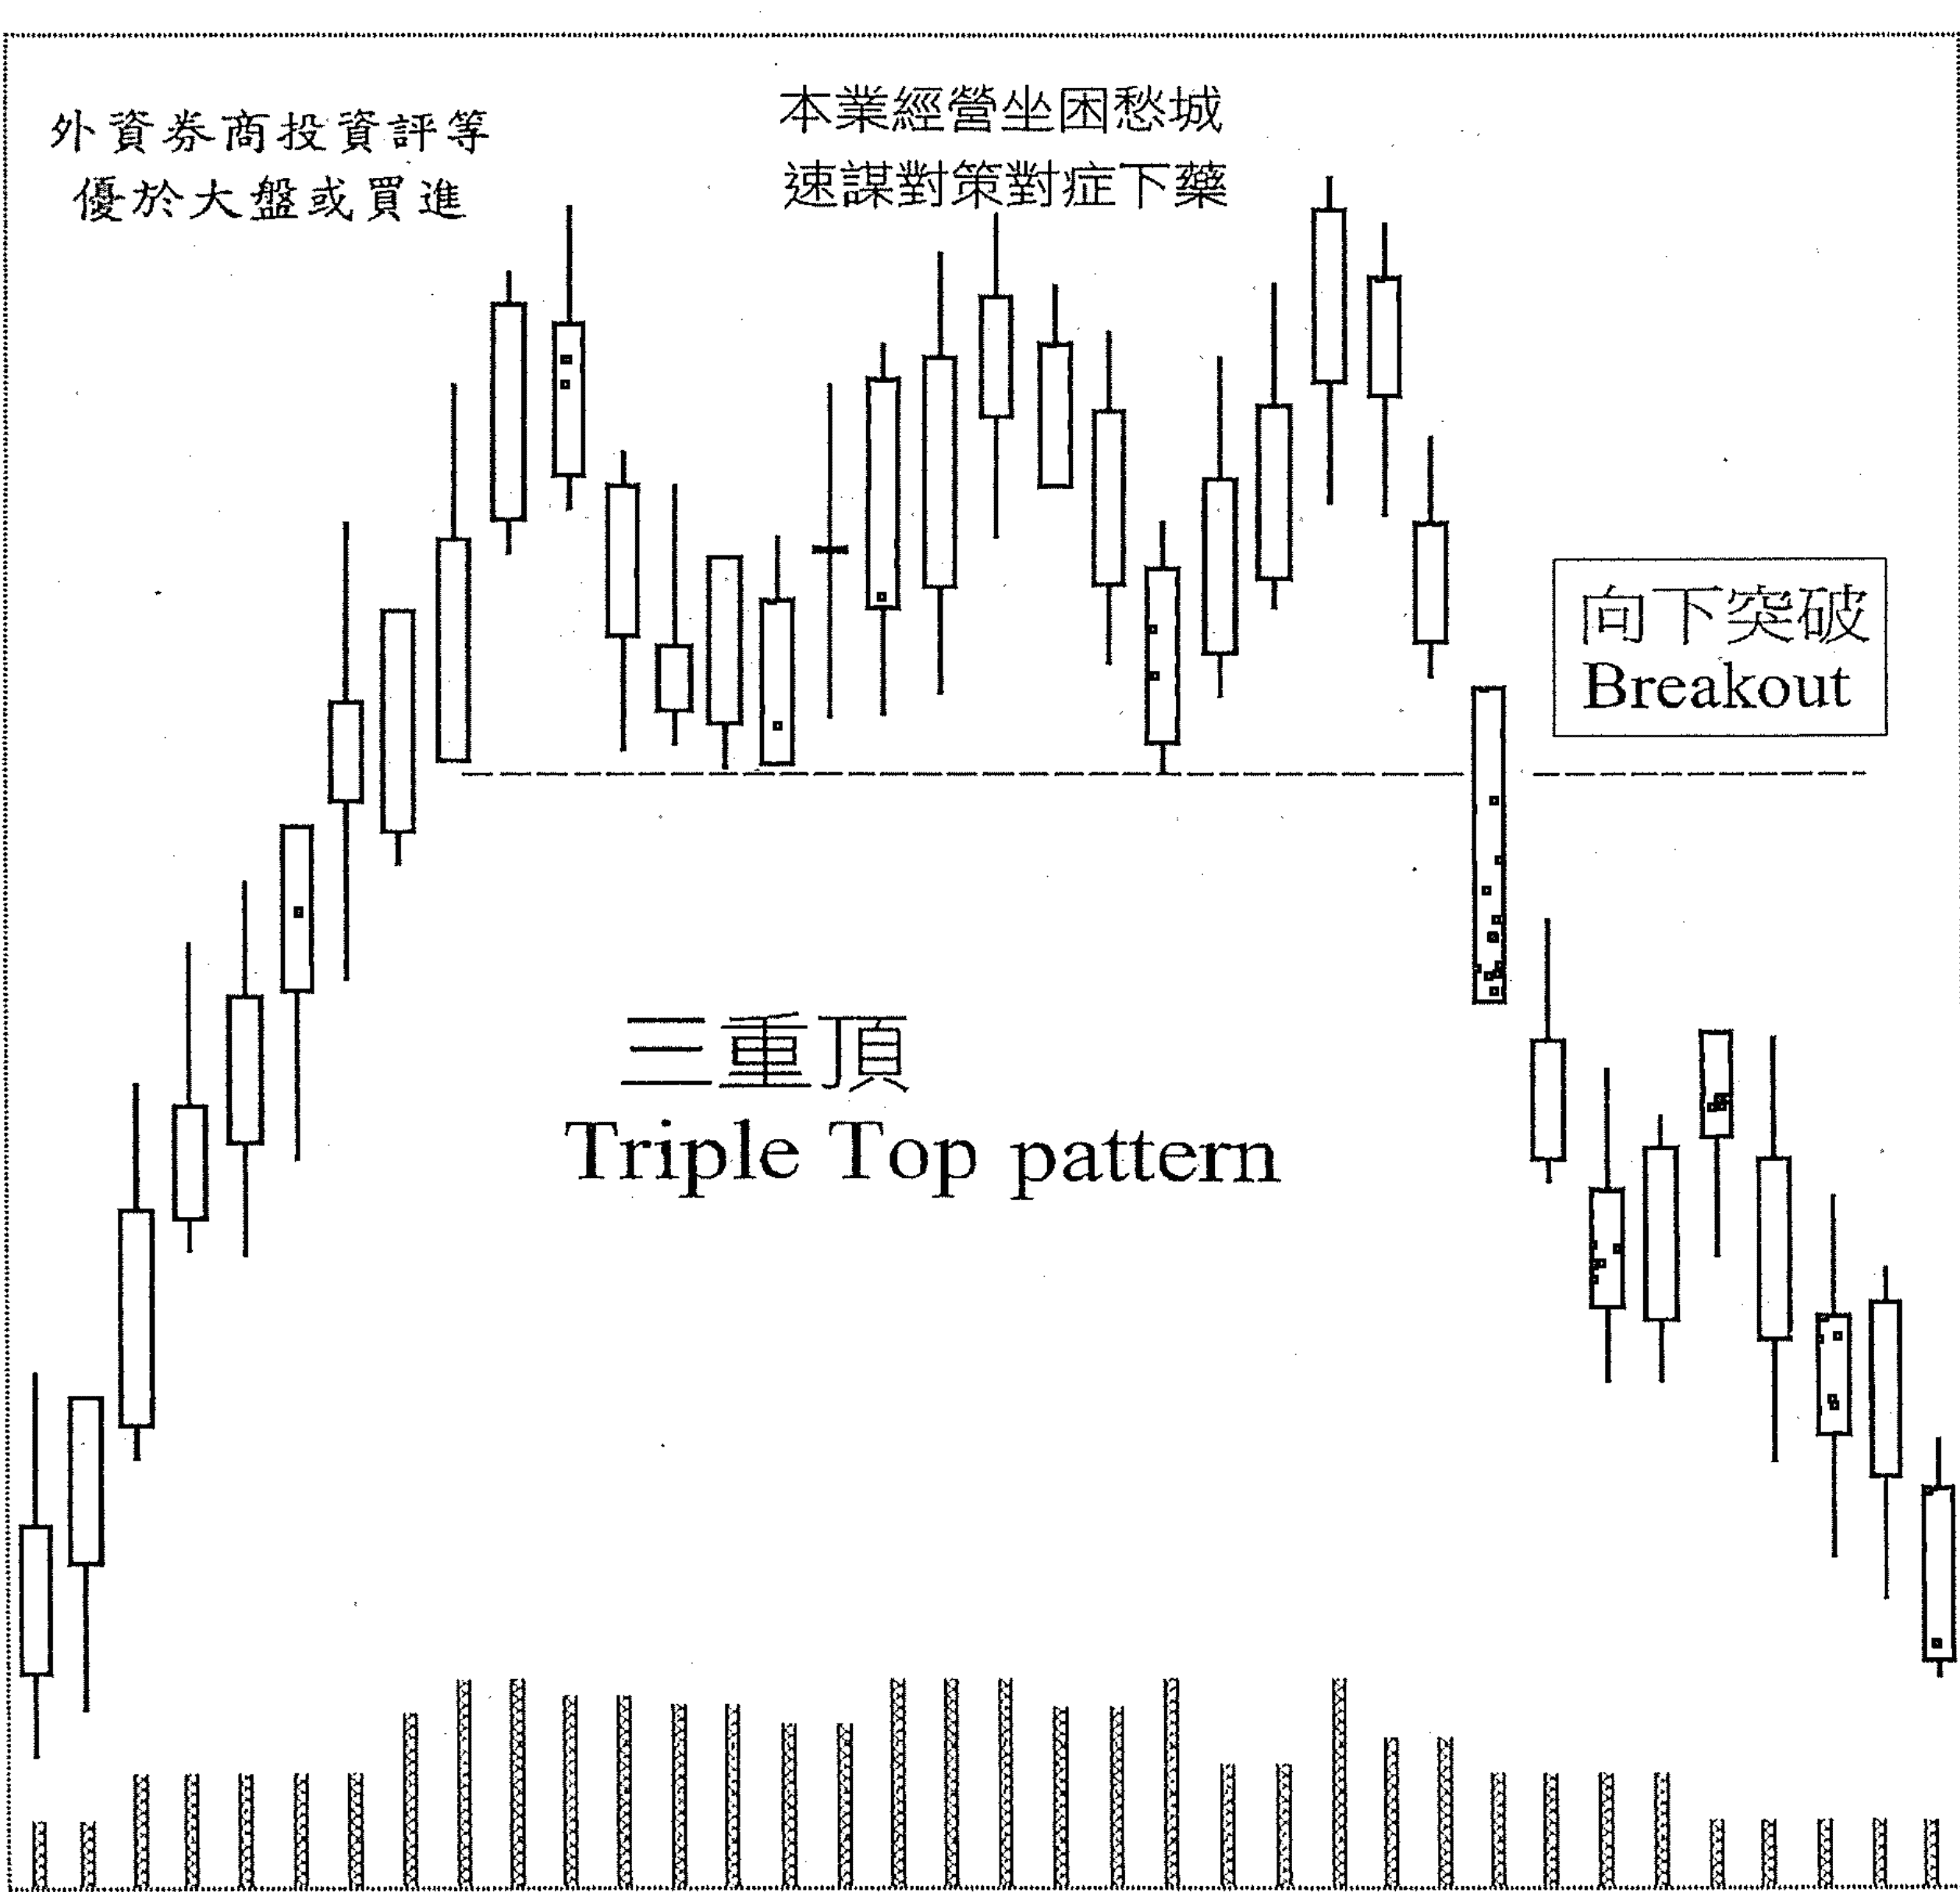 外資券商投資評等
優於大盤或買進
本業經營坐困愁城
速謀對策對症下藥
向下突破
Breakout
三重頂
Triple Top pattern